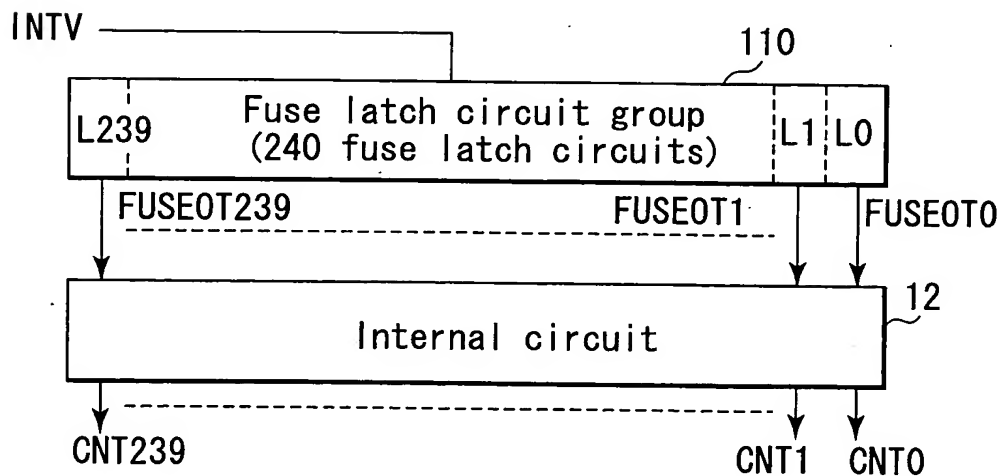 INTV
110
Fuse latch circuit group
(240 fuse latch circuits)
L239
L1
L0
FUSEOT239
FUSEOT1
FUSEOT0
12
Internal circuit
CNT239
CNT1
CNT0